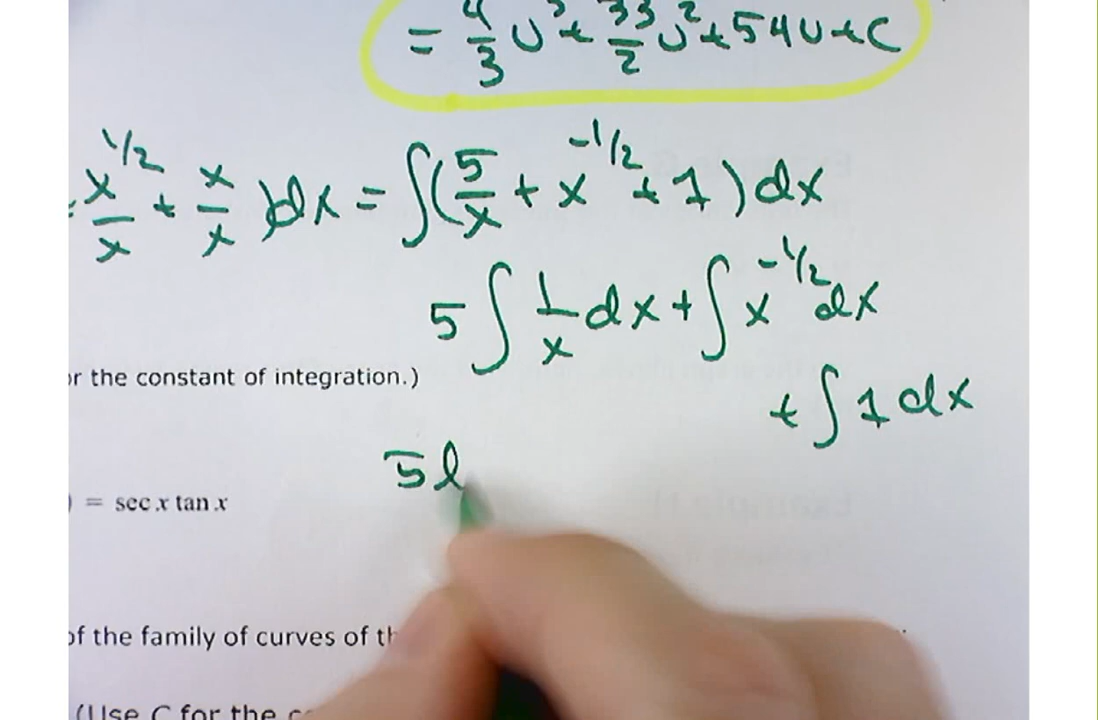 = 4/3 u³ + 33/2 u² + 54u + C
x^1/2/x + x/x )dx = ∫(5/x + x^-1/2 + 1) dx
5∫ 1/x dx + ∫ x^-1/2 dx
+ ∫ 1 dx
or the constant of integration.)
5l
) = sec x tan x
of the family of curves of th
(Use C for the c